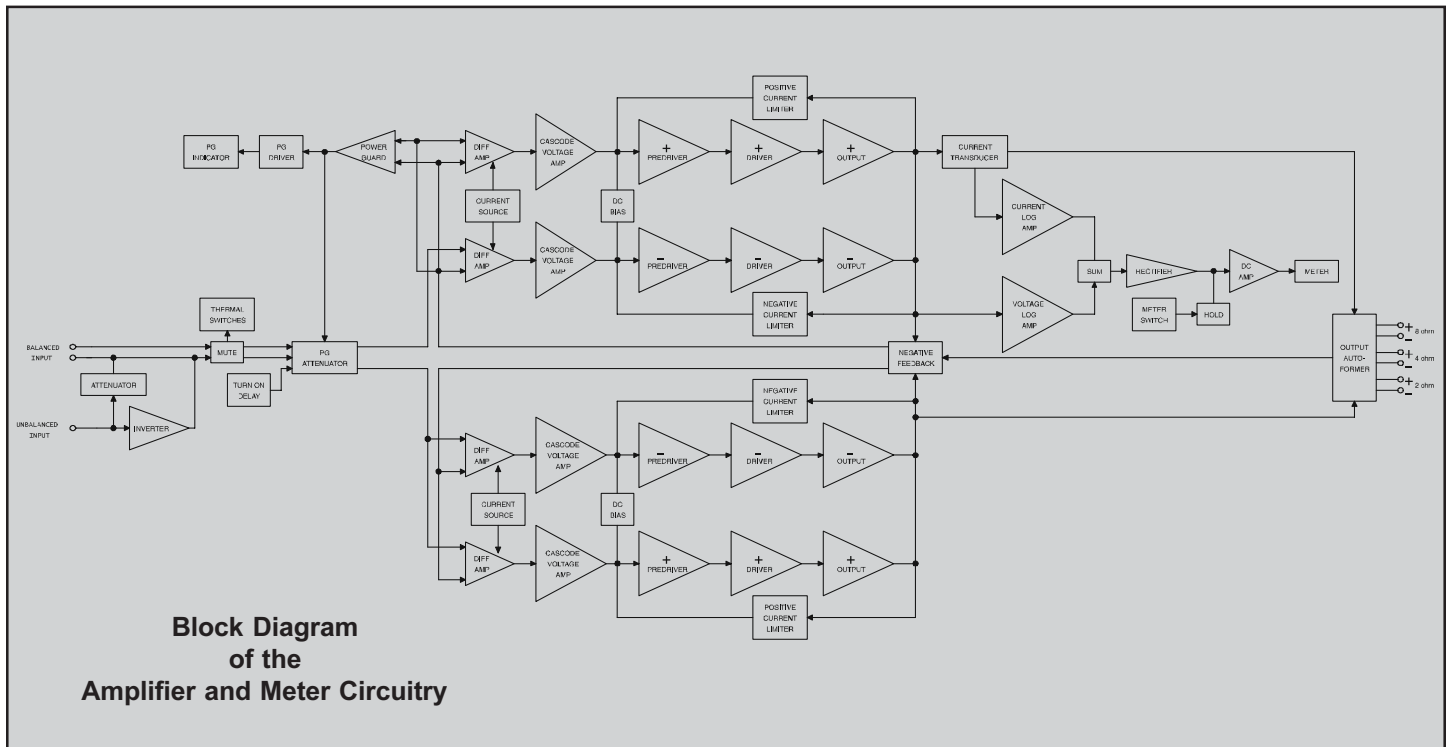 POSITIVE
CURRENT
LIMITER
PG
INDICATOR
PG
DRIVER
POWER
GUARD
DIFF
AMP
CASCODE
VOLTAGE
AMP
+
PREDRIVER
+
DRIVER
+
OUTPUT
CURRENT
TRANSDUCER
CURRENT
SOURCE
DC
BIAS
CURRENT
LOG
AMP
DIFF
AMP
CASCODE
VOLTAGE
AMP
−
PREDRIVER
−
DRIVER
−
OUTPUT
SUM
RECTIFIER
DC
AMP
METER
NEGATIVE
CURRENT
LIMITER
VOLTAGE
LOG
AMP
METER
SWITCH
HOLD
THERMAL
SWITCHES
BALANCED
INPUT
MUTE
PG
ATTENUATOR
NEGATIVE
FEEDBACK
OUTPUT
AUTO-
FORMER
+
−
8 ohm
+
−
4 ohm
+
−
2 ohm
ATTENUATOR
TURN ON
DELAY
UNBALANCED
INPUT
INVERTER
NEGATIVE
CURRENT
LIMITER
DIFF
AMP
CASCODE
VOLTAGE
AMP
−
PREDRIVER
−
DRIVER
−
OUTPUT
CURRENT
SOURCE
DC
BIAS
DIFF
AMP
CASCODE
VOLTAGE
AMP
+
PREDRIVER
+
DRIVER
+
OUTPUT
POSITIVE
CURRENT
LIMITER
Block Diagram
of the
Amplifier and Meter Circuitry